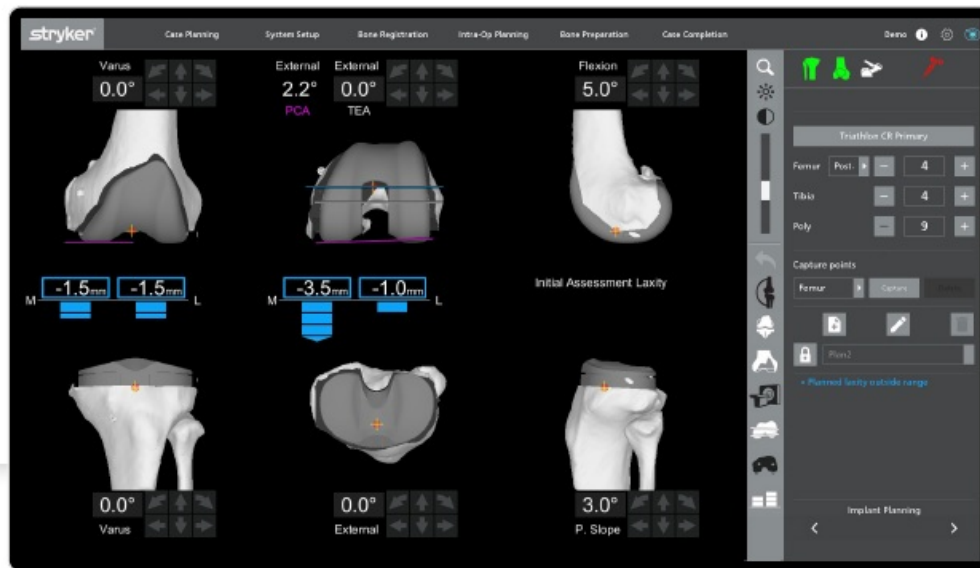 stryker
Case Planning System Setup Bone Registration Intra-Op Planning Bone Preparation Case Completion Demo
Varus External External Flexion
0.0° 2.2° 0.0° 5.0°
PCA TEA
Triathlon CR Primary
Femur Post. 4
Tibia 4
Poly 9
Capture points
Femur Capture
-1.5mm -1.5mm -3.5mm -1.0mm Initial Assessment Laxity
M L M L
Plan2
• Planned laxity outside range
0.0° 0.0° 3.0°
Varus External P. Slope
Implant Planning